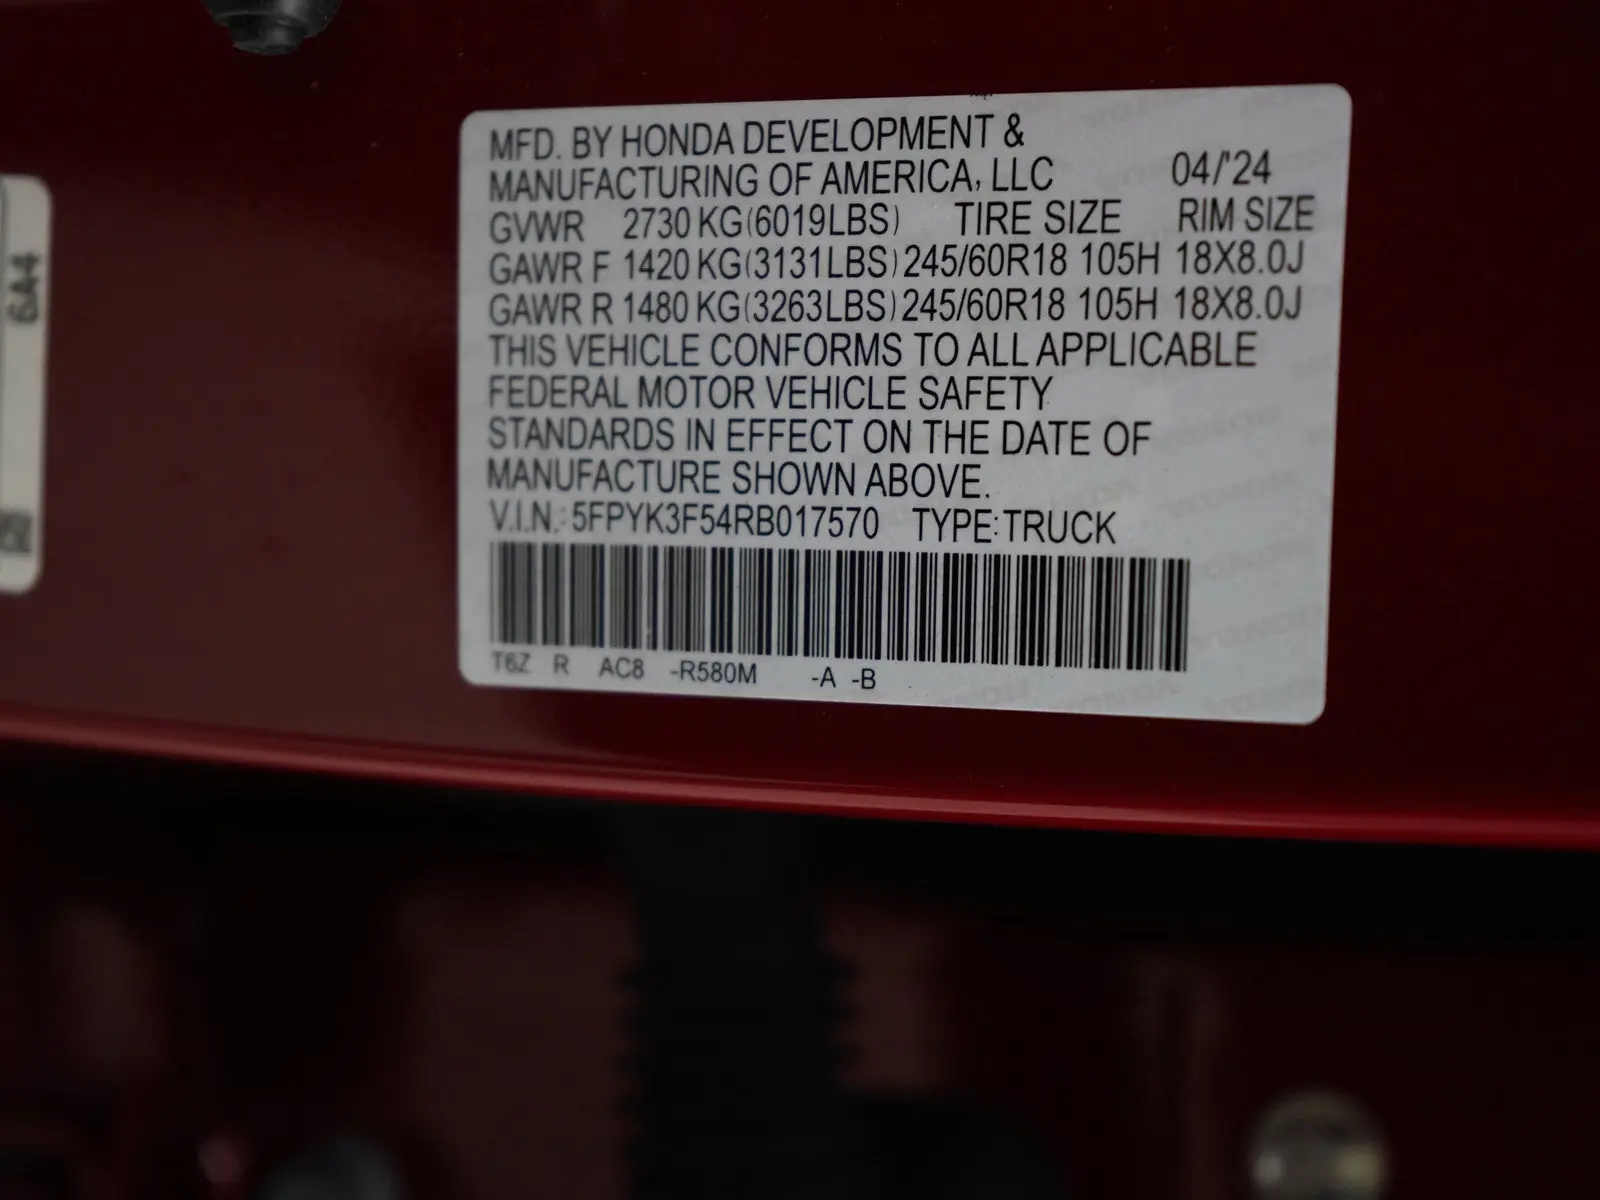 MFD. BY HONDA DEVELOPMENT &
MANUFACTURING OF AMERICA, LLC 04/'24
GVWR 2730 KG(6019LBS) TIRE SIZE RIM SIZE
GAWR F 1420 KG(3131LBS) 245/60R18 105H 18X8.0J
GAWR R 1480 KG(3263LBS) 245/60R18 105H 18X8.0J
THIS VEHICLE CONFORMS TO ALL APPLICABLE
FEDERAL MOTOR VEHICLE SAFETY
STANDARDS IN EFFECT ON THE DATE OF
MANUFACTURE SHOWN ABOVE.
V.I.N.: 5FPYK3F54RB017570 TYPE:TRUCK
T6Z R AC8 -R580M -A -B
6A4